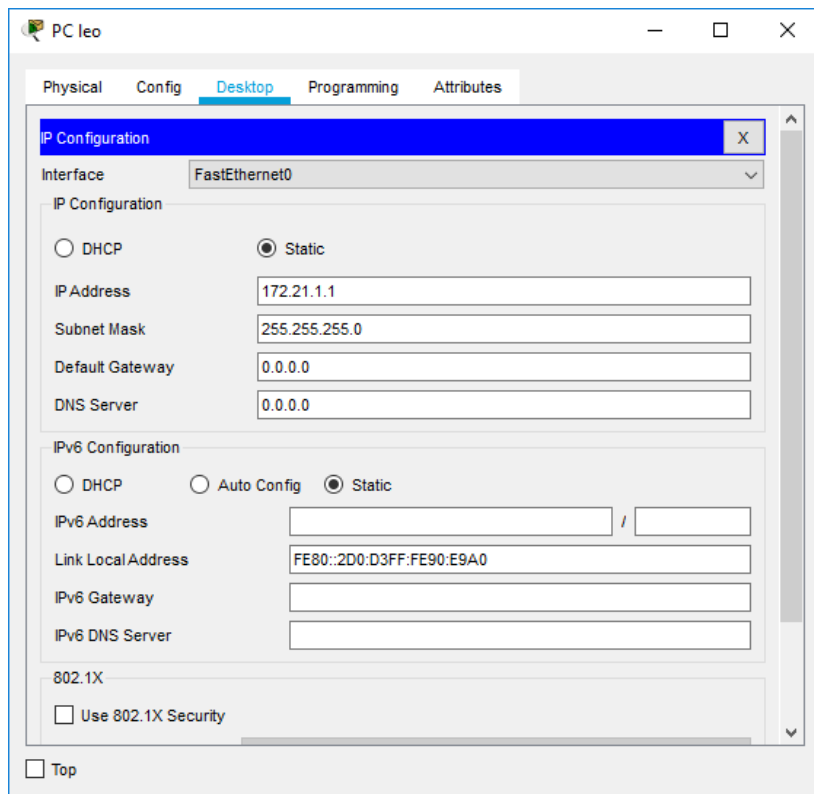 PC leo
Physical Config Desktop Programming Attributes
IP Configuration X
Interface FastEthernet0
IP Configuration
DHCP Static
IP Address 172.21.1.1
Subnet Mask 255.255.255.0
Default Gateway 0.0.0.0
DNS Server 0.0.0.0
IPv6 Configuration
DHCP Auto Config Static
IPv6 Address /
Link Local Address FE80::2D0:D3FF:FE90:E9A0
IPv6 Gateway
IPv6 DNS Server
802.1X
Use 802.1X Security
Top